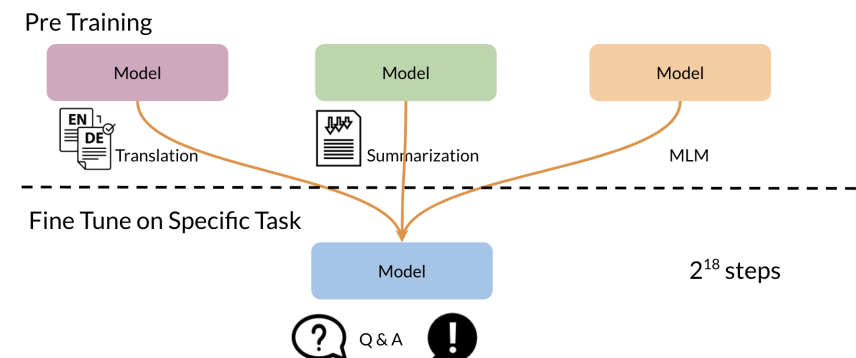 Pre Training
Model
Model
Model
EN
DE
Translation
Summarization
MLM
Fine Tune on Specific Task
Model
2¹⁸ steps
?
Q & A
!